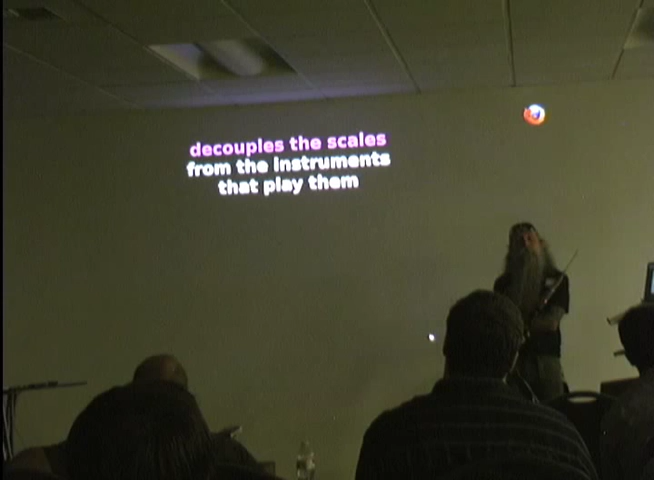 decouples the scales
from the instruments
that play them